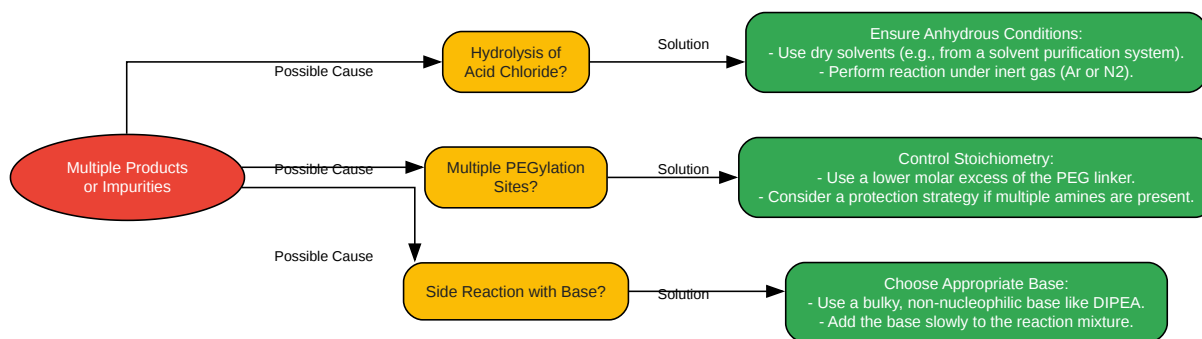 Multiple Products
or Impurities
Possible Cause
Hydrolysis of
Acid Chloride?
Solution
Ensure Anhydrous Conditions:
- Use dry solvents (e.g., from a solvent purification system).
- Perform reaction under inert gas (Ar or N2).
Possible Cause
Multiple PEGylation
Sites?
Solution
Control Stoichiometry:
- Use a lower molar excess of the PEG linker.
- Consider a protection strategy if multiple amines are present.
Possible Cause
Side Reaction with Base?
Solution
Choose Appropriate Base:
- Use a bulky, non-nucleophilic base like DIPEA.
- Add the base slowly to the reaction mixture.